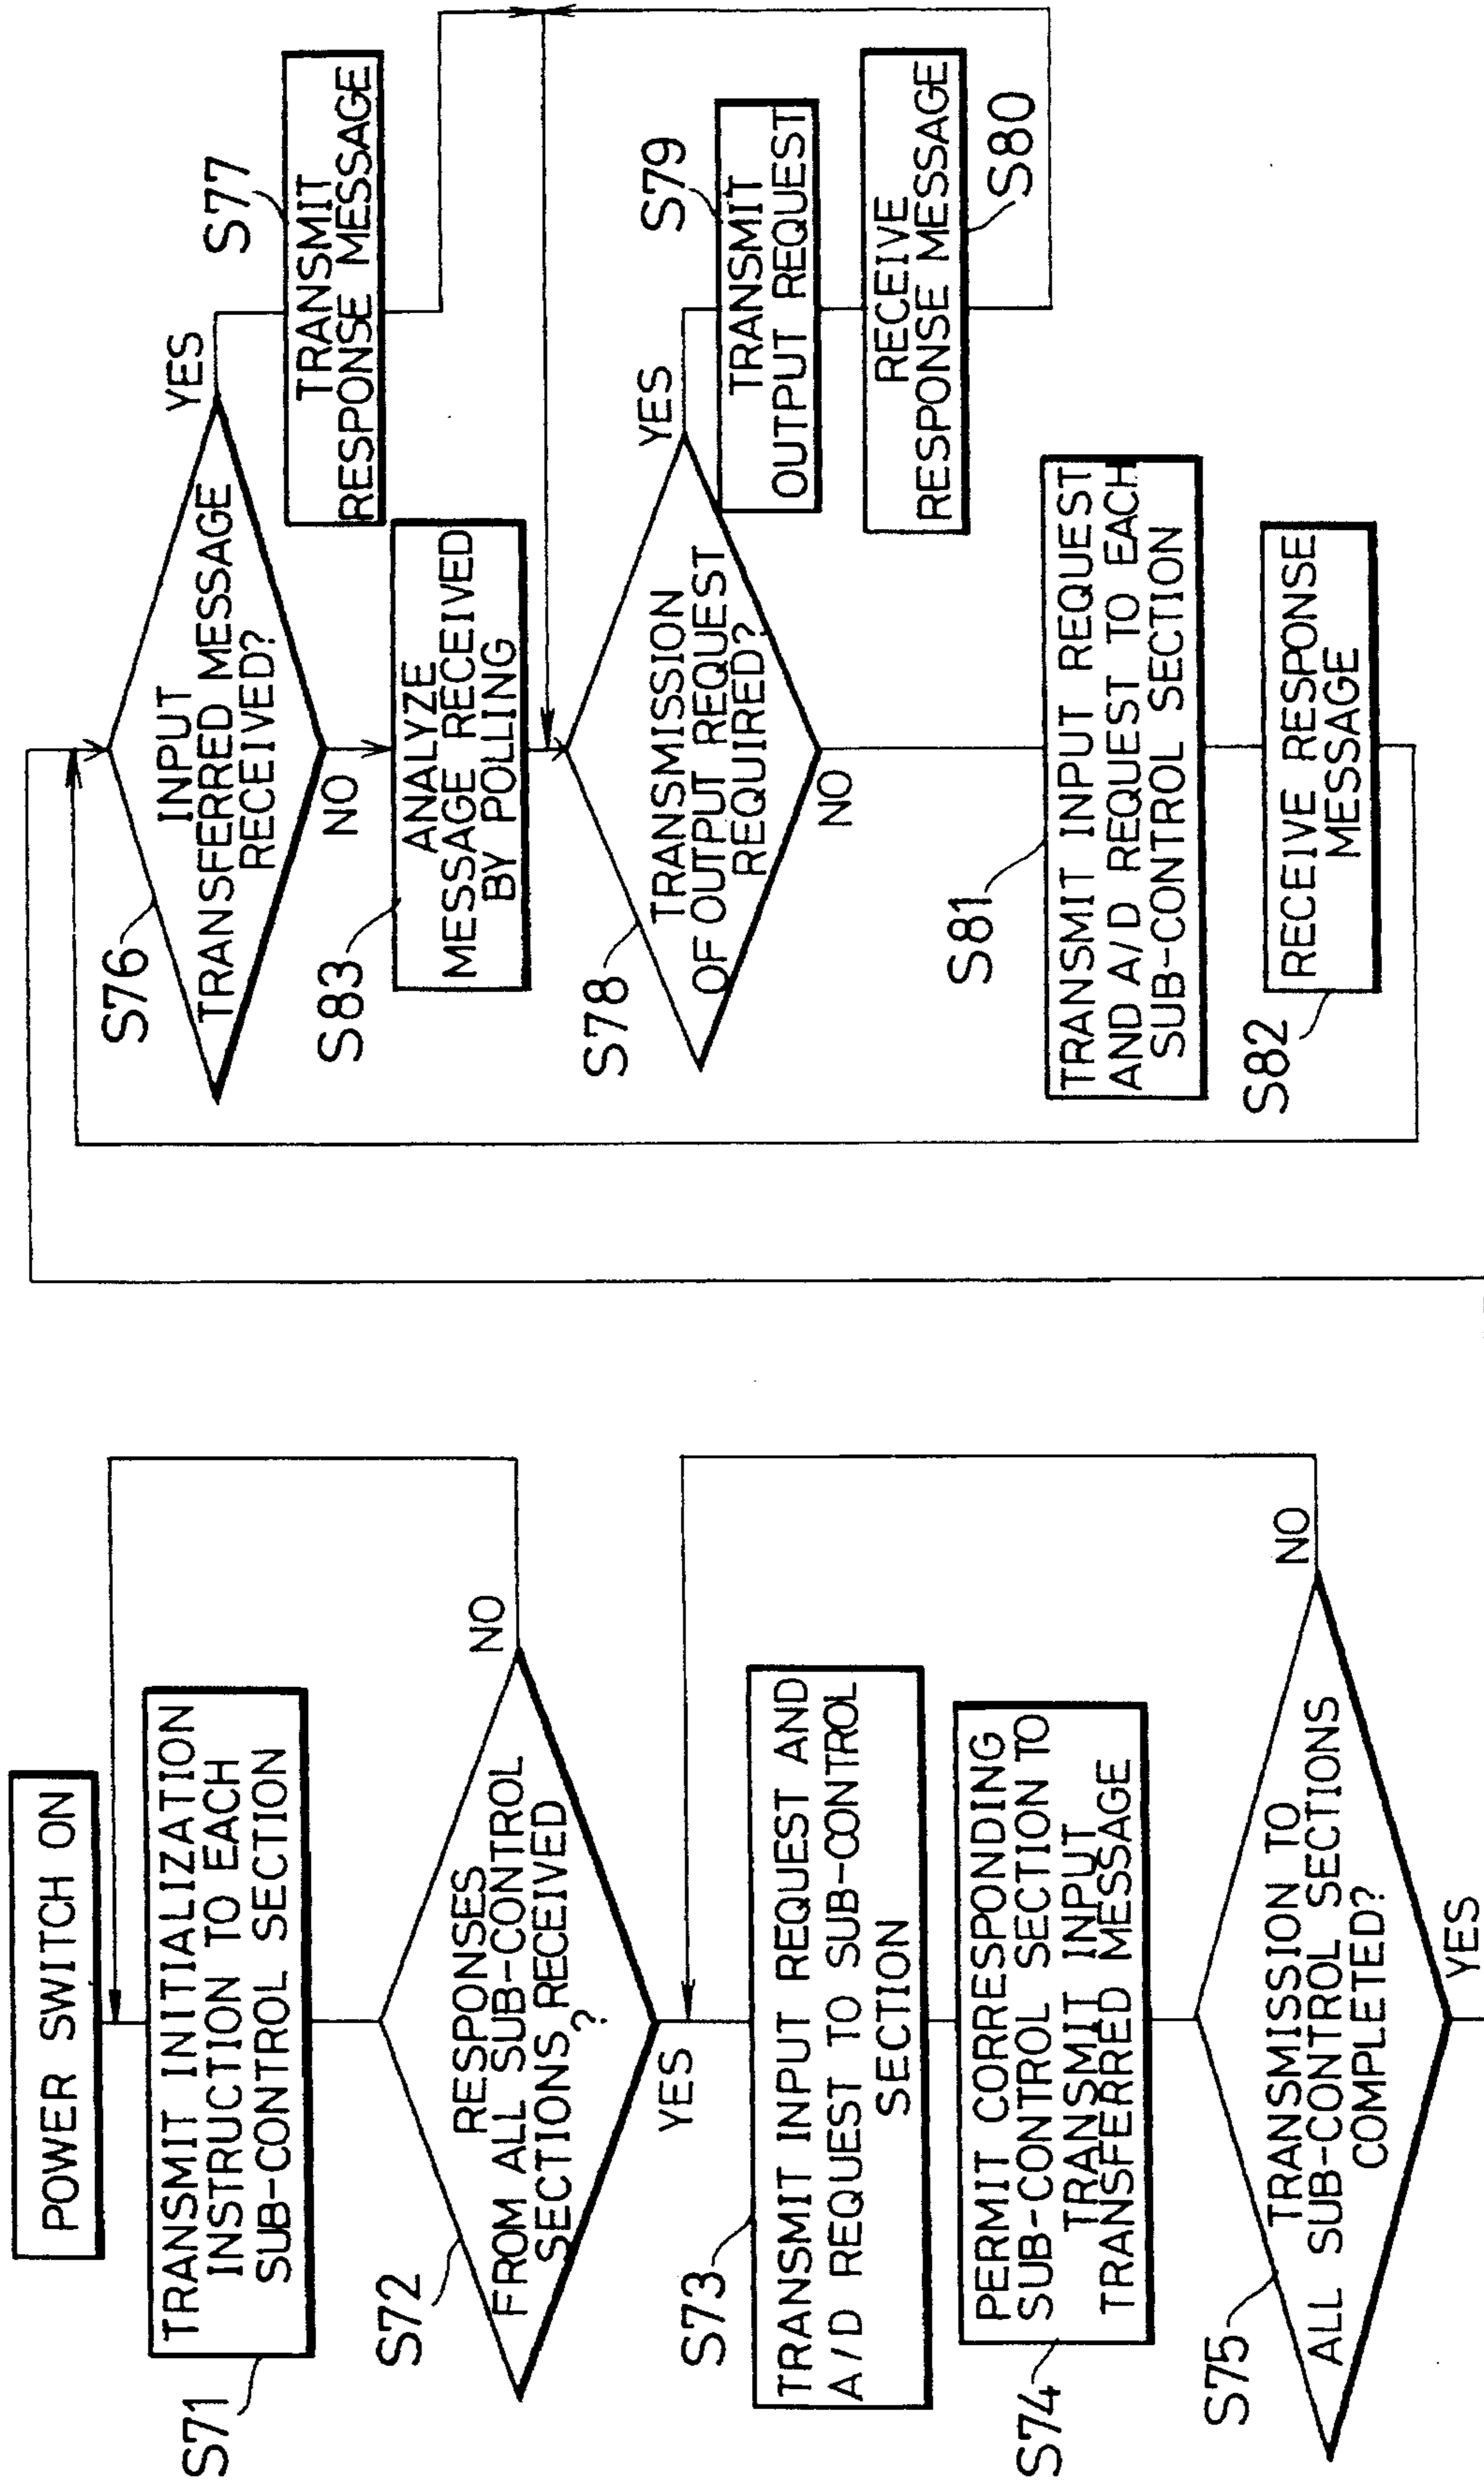 POWER SWITCH ON
S71
TRANSMIT INITIALIZATION
INSTRUCTION TO EACH
SUB-CONTROL SECTION
S72
RESPONSES
FROM ALL SUB-CONTROL
SECTIONS RECEIVED
?
NO
YES
S73
TRANSMIT INPUT REQUEST AND
A/D REQUEST TO SUB-CONTROL
SECTION
S74
PERMIT CORRESPONDING
SUB-CONTROL SECTION TO
TRANSMIT INPUT
TRANSFERRED MESSAGE
S75
TRANSMISSION TO
ALL SUB-CONTROL SECTIONS
COMPLETED?
NO
YES
S76
INPUT
TRANSFERRED MESSAGE
RECEIVED?
YES
NO
S77
TRANSMIT
RESPONSE MESSAGE
S83
ANALYZE
MESSAGE RECEIVED
BY POLLING
S78
TRANSMISSION
OF OUTPUT REQUEST
REQUIRED?
YES
NO
S79
TRANSMIT
OUTPUT REQUEST
RECEIVE
RESPONSE MESSAGE
S80
S81
TRANSMIT INPUT REQUEST
AND A/D REQUEST TO EACH
SUB-CONTROL SECTION
S82
RECEIVE RESPONSE
MESSAGE